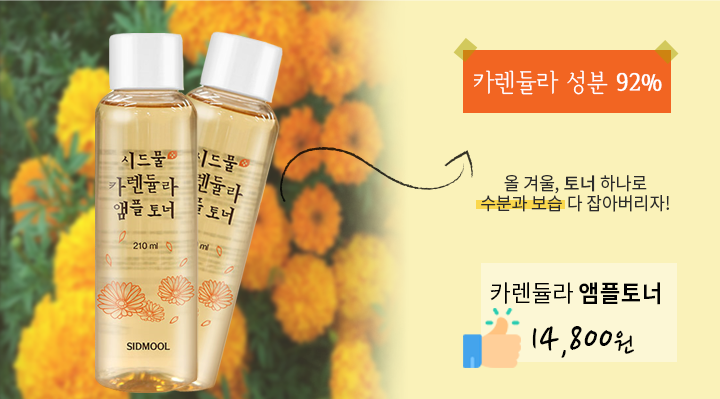 시드물
카렌듈라
앰플 토너
210 ml
SIDMOOL
카렌듈라 성분 92%
올 겨울, 토너 하나로
수분과 보습 다 잡아버리자!
카렌듈라 앰플토너
14,800원